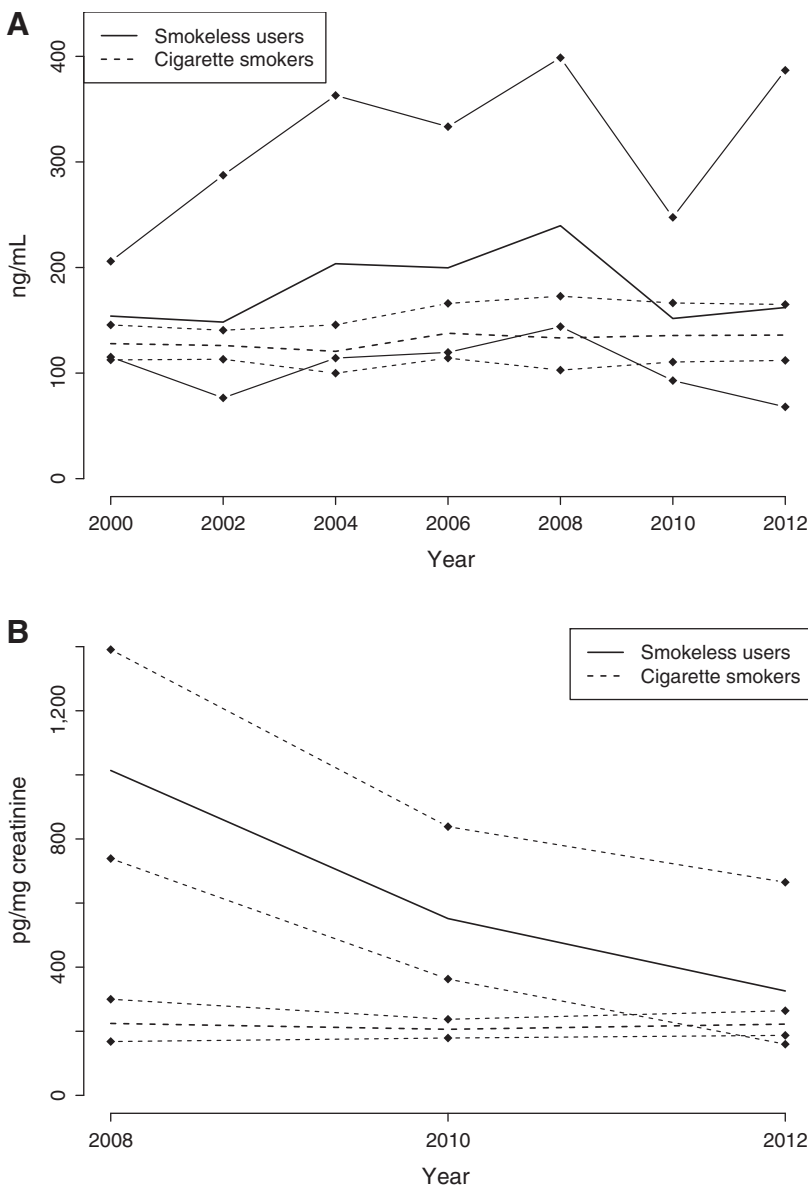 A
Smokeless users
Cigarette smokers
400
300
200
100
0
ng/mL
2000 2002 2004 2006 2008 2010 2012
Year
B
Smokeless users
Cigarette smokers
1,200
800
400
0
pg/mg creatinine
2008 2010 2012
Year